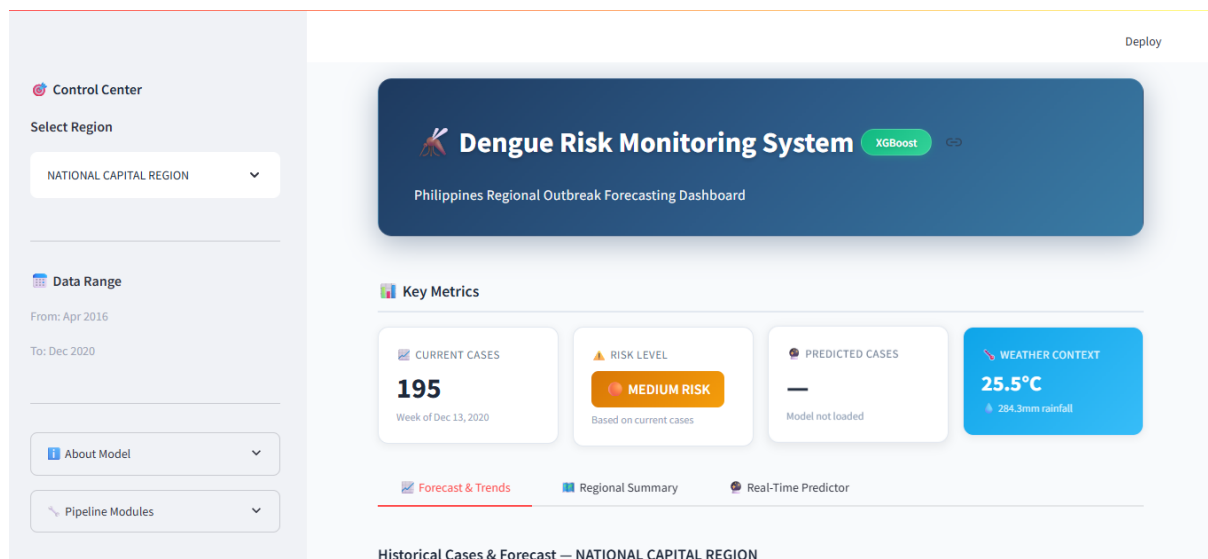 Deploy
Control Center
Select Region
NATIONAL CAPITAL REGION
Data Range
From: Apr 2016
To: Dec 2020
About Model
Pipeline Modules
Dengue Risk Monitoring System XGBoost
Philippines Regional Outbreak Forecasting Dashboard
Key Metrics
CURRENT CASES
195
Week of Dec 13, 2020
RISK LEVEL
MEDIUM RISK
Based on current cases
PREDICTED CASES
—
Model not loaded
WEATHER CONTEXT
25.5°C
284.3mm rainfall
Forecast & Trends
Regional Summary
Real-Time Predictor
Historical Cases & Forecast — NATIONAL CAPITAL REGION